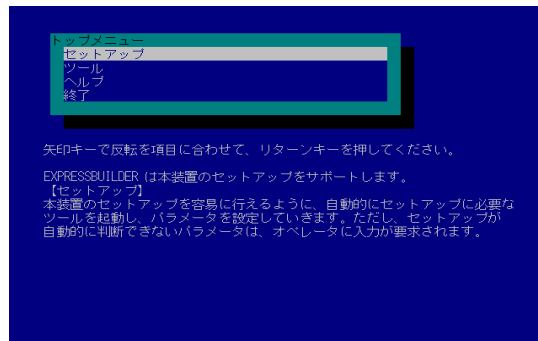 トップメニュー
セットアップ
ツール
ヘルプ
終了
矢印キーで反転を項目に合わせて、リターンキーを押してください。
EXPRESSBUILDER は本装置のセットアップをサポートします。
【セットアップ】
本装置のセットアップを容易に行えるように、自動的にセットアップに必要な
ツールを起動し、パラメータを設定していきます。ただし、セットアップが
自動的に判断できないパラメータは、オペレータに入力が要求されます。